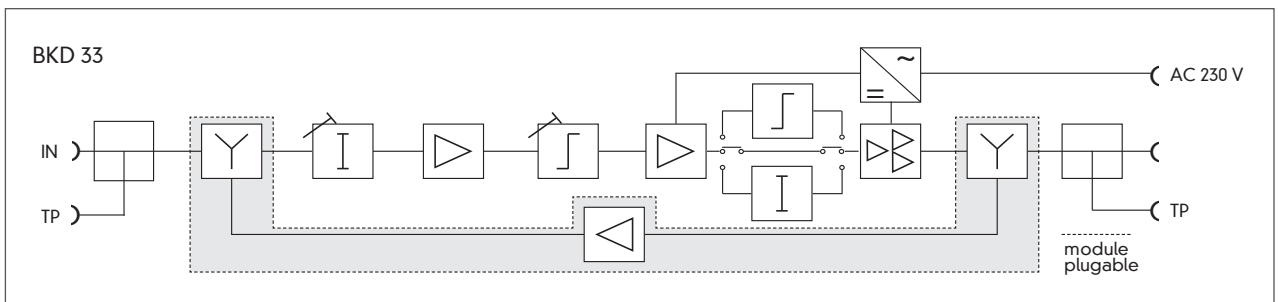 BKD 33
AC 230 V
IN
TP
TP
module
plugable